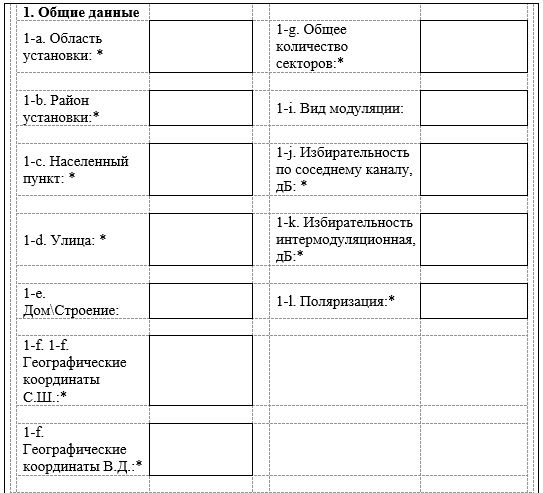 1. Общие данные
1-a. Область
установки: *
1-g. Общее
количество
секторов:*
1-b. Район
установки:*
1-i. Вид модуляции:
1-c. Населенный
пункт: *
1-j. Избирательность
по соседнему каналу,
дБ: *
1-d. Улица: *
1-k. Избирательность
интермодуляционная,
дБ:*
1-e.
Дом\Строение:
1-l. Поляризация:*
1-f. 1-f.
Географические
координаты
С.Ш.:*
1-f.
Географические
координаты В.Д.:*